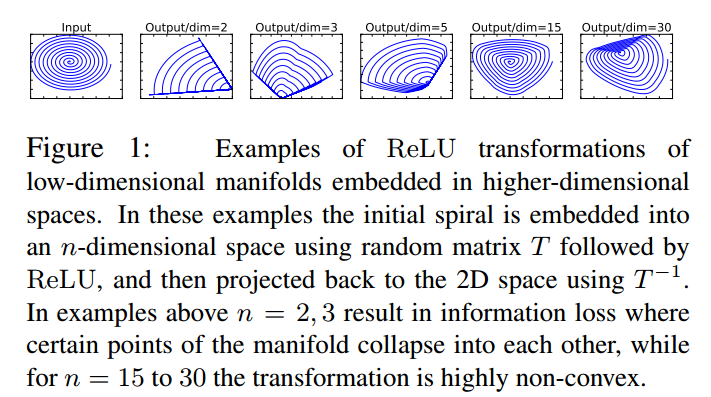 Input Output/dim=2 Output/dim=3 Output/dim=5 Output/dim=15 Output/dim=30
Figure 1: Examples of ReLU transformations of
low-dimensional manifolds embedded in higher-dimensional
spaces. In these examples the initial spiral is embedded into
an n-dimensional space using random matrix T followed by
ReLU, and then projected back to the 2D space using T⁻¹.
In examples above n = 2, 3 result in information loss where
certain points of the manifold collapse into each other, while
for n = 15 to 30 the transformation is highly non-convex.